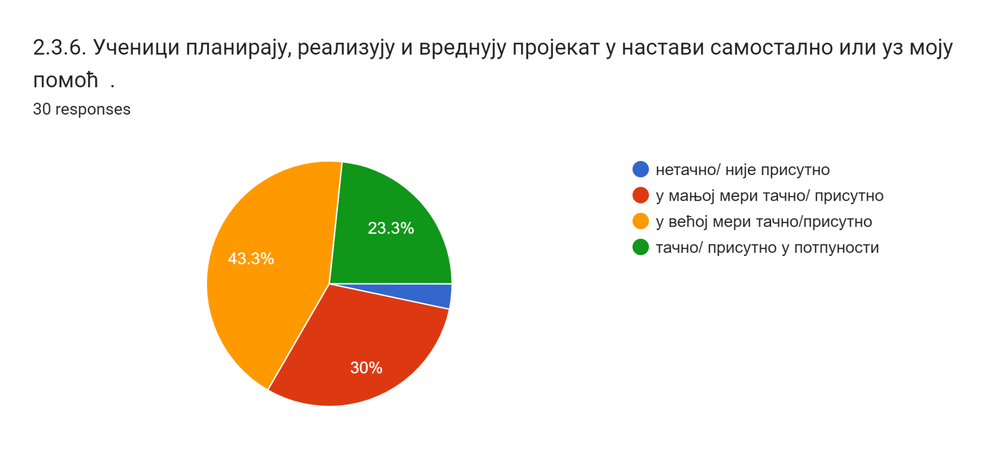 2.3.6. Ученици планирају, реализују и вреднују пројекат у настави самостално или уз моју
помоћ  .
30 responses
нетачно/ није присутно
у мањој мери тачно/ присутно
у већој мери тачно/присутно
тачно/ присутно у потпуности
23.3%
43.3%
30%